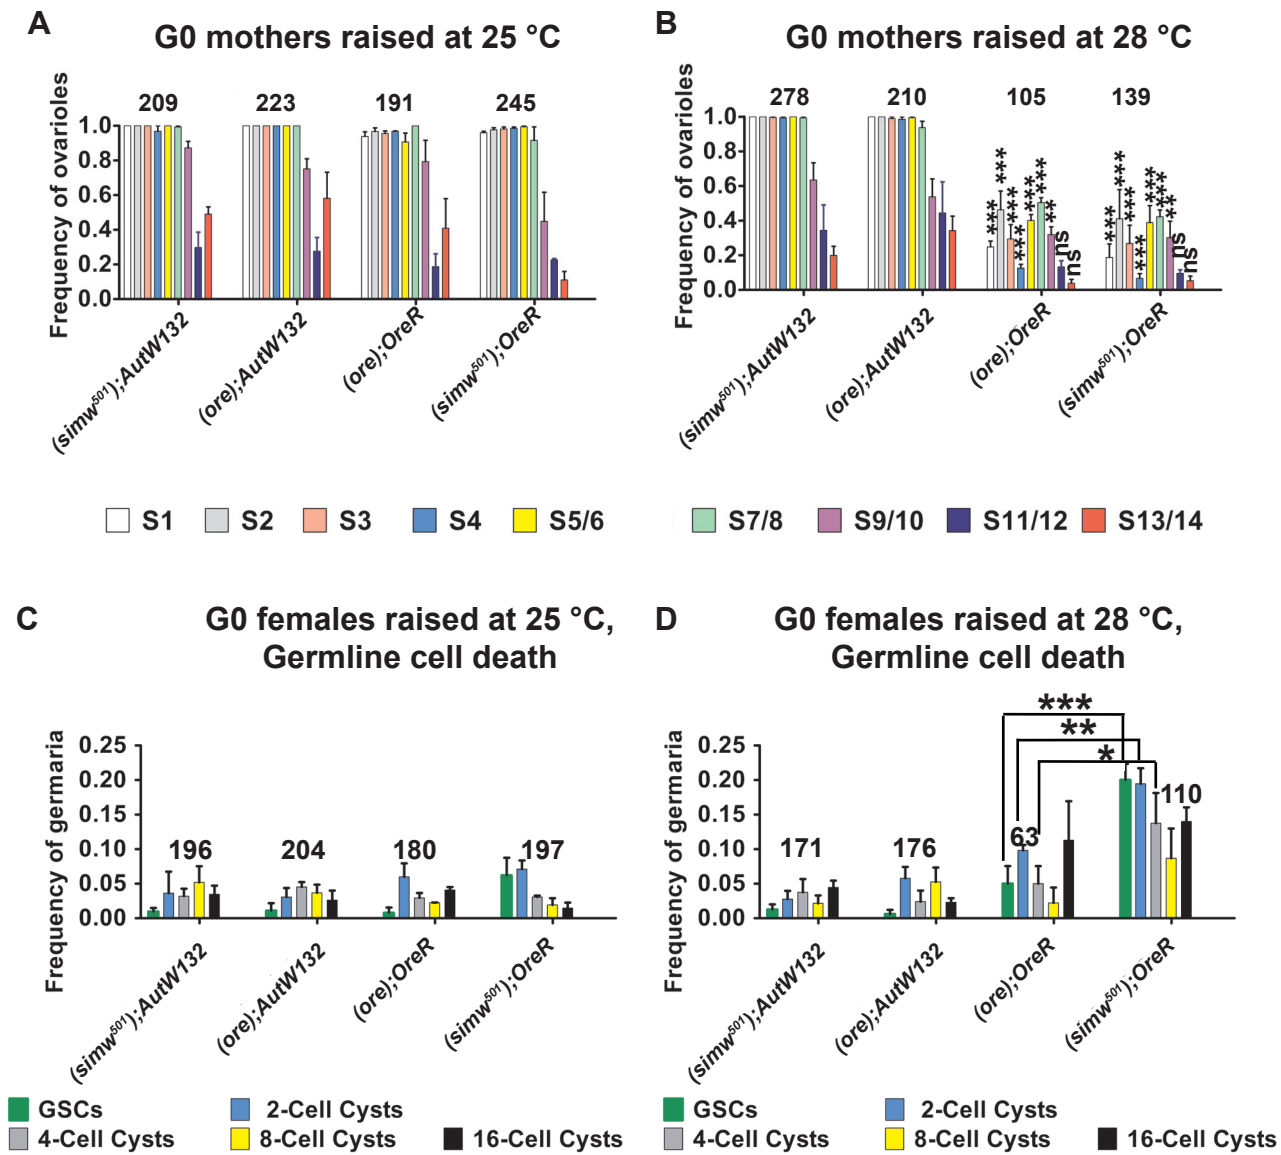 A
G0 mothers raised at 25 °C
Frequency of ovarioles
209 223 191 245
1.0
0.8
0.6
0.4
0.2
0.0
(simw⁵⁰¹);AutW132
(ore);AutW132
(ore);OreR
(simw⁵⁰¹);OreR
B
G0 mothers raised at 28 °C
Frequency of ovarioles
278 210 105 139
1.0
0.8
0.6
0.4
0.2
0.0
*** *** *** *** *** *** ** ns ns
*** *** *** *** *** *** ** ns ns
(simw⁵⁰¹);AutW132
(ore);AutW132
(ore);OreR
(simw⁵⁰¹);OreR
S1 S2 S3 S4 S5/6 S7/8 S9/10 S11/12 S13/14
C
G0 females raised at 25 °C,
Germline cell death
Frequency of germaria
0.25
0.20
0.15
0.10
0.05
0.00
196 204 180 197
(simw⁵⁰¹);AutW132
(ore);AutW132
(ore);OreR
(simw⁵⁰¹);OreR
GSCs 2-Cell Cysts
4-Cell Cysts 8-Cell Cysts 16-Cell Cysts
D
G0 females raised at 28 °C,
Germline cell death
Frequency of germaria
***
**
*
0.25
0.20
0.15
0.10
0.05
0.00
171 176 63 110
(simw⁵⁰¹);AutW132
(ore);AutW132
(ore);OreR
(simw⁵⁰¹);OreR
GSCs 2-Cell Cysts
4-Cell Cysts 8-Cell Cysts 16-Cell Cysts